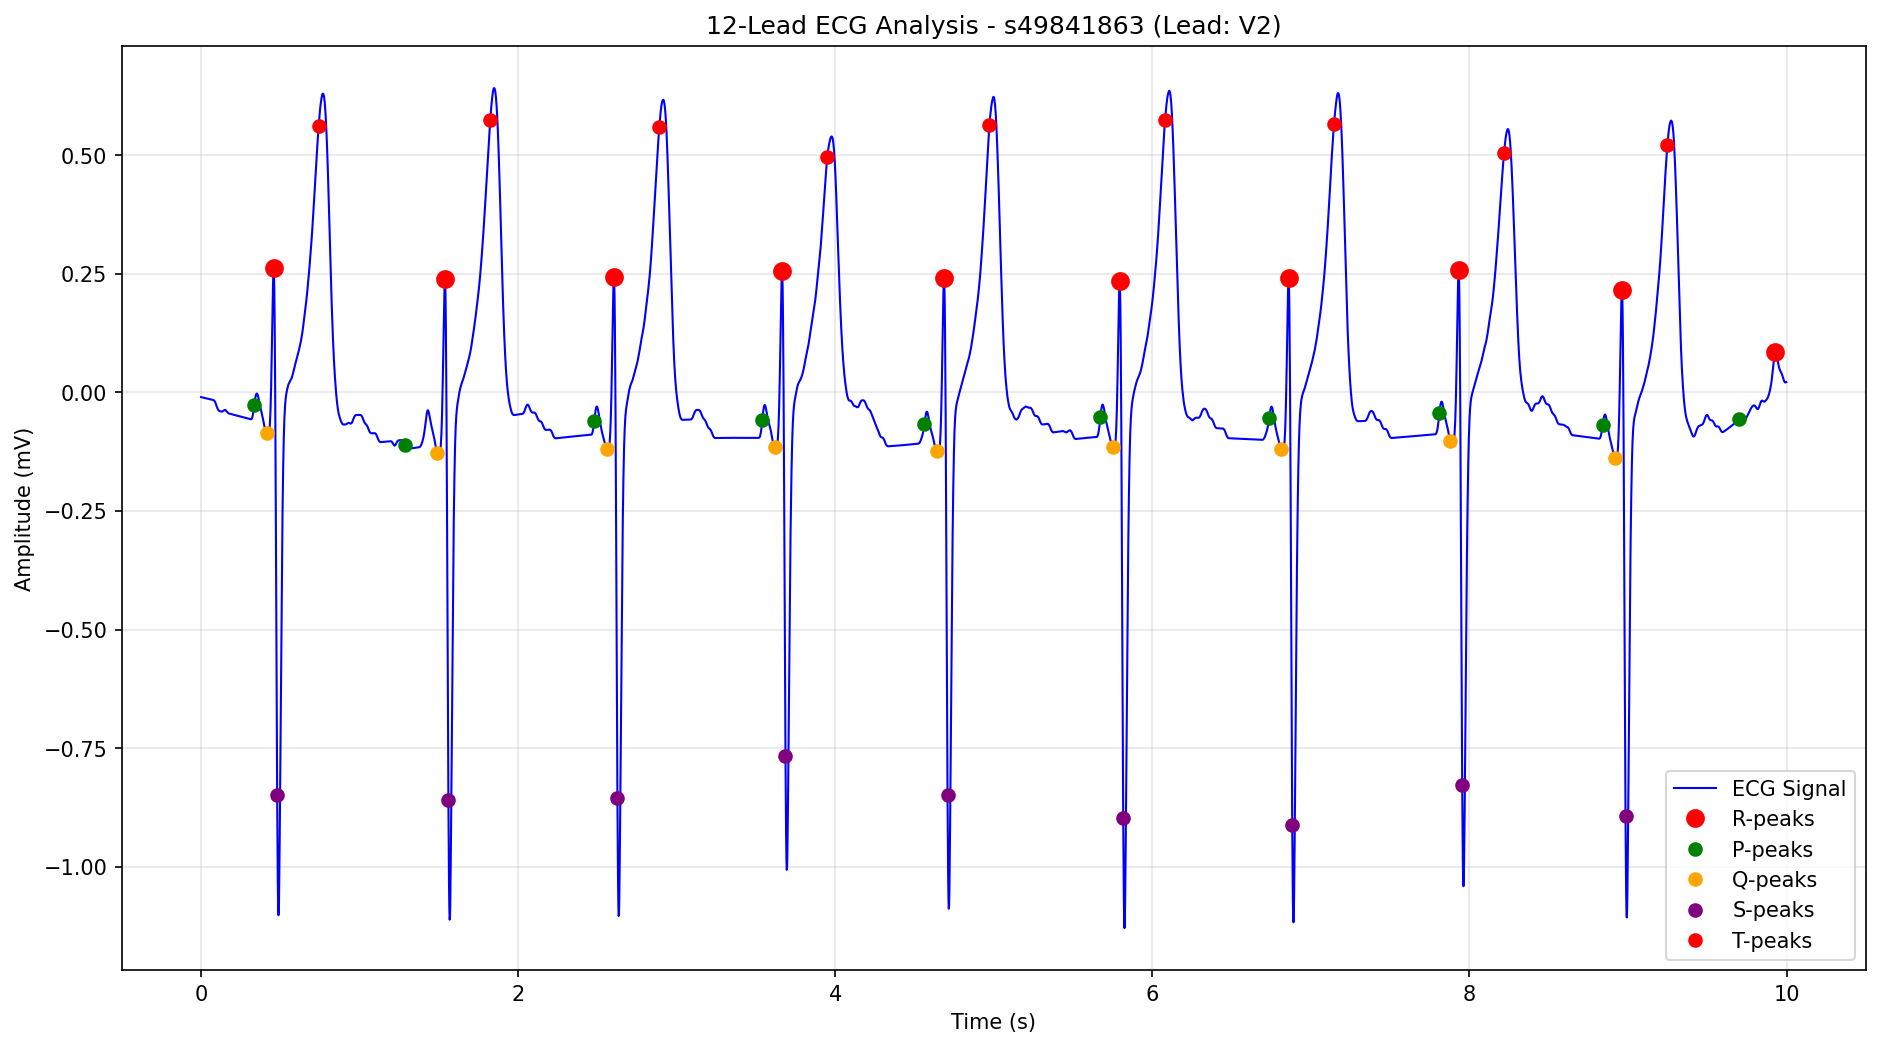 12-Lead ECG Analysis - s49841863 (Lead: V2)
Amplitude (mV)
0.50
0.25
0.00
−0.25
−0.50
−0.75
−1.00
0
2
4
6
8
10
Time (s)
ECG Signal
R-peaks
P-peaks
Q-peaks
S-peaks
T-peaks